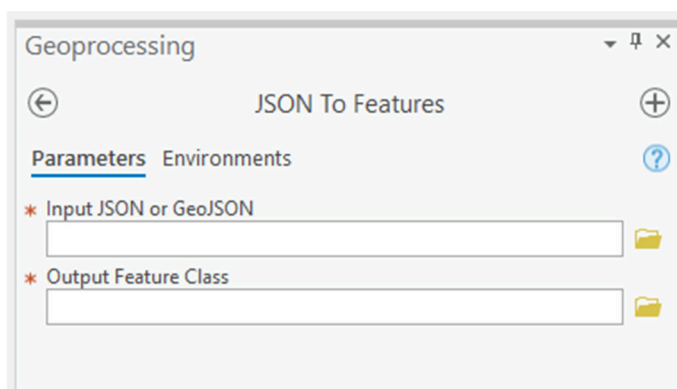 Geoprocessing
JSON To Features
Parameters Environments
?
* Input JSON or GeoJSON
* Output Feature Class